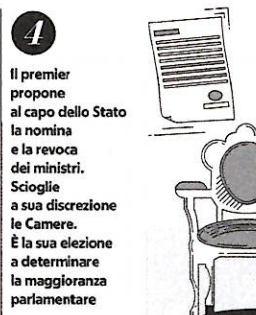 4
Il premier
propone
al capo dello Stato
la nomina
e la revoca
dei ministri.
Scioglie
a sua discrezione
le Camere.
È la sua elezione
a determinare
la maggioranza
parlamentare